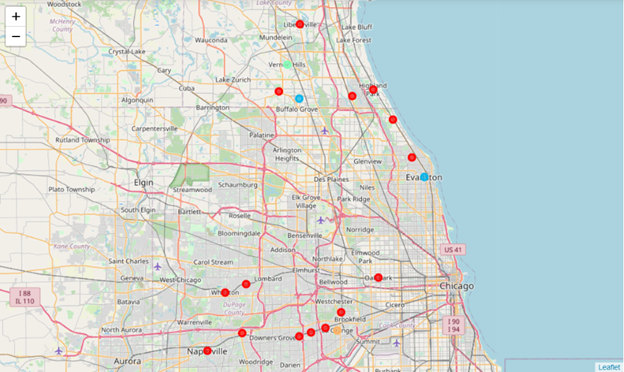 Woodstock
Lake County
McHenry
County
+
−
Libertyville
Lake Bluff
Mundelein
Lake Forest
Wauconda
Crystal Lake
Vernon Hills
Cary
Lake Zurich
Cuba
Highland
Park
90
Algonquin
Barrington
Buffalo Grove
Carpentersville
Palatine
Rutland Township
Arlington
Heights
Glenview
Evanston
Des Plaines
Niles
Elgin
Streamwood
Schaumburg
Plato Township
Elk Grove
Village
Park Ridge
South Elgin
Bartlett
Roselle
Norridge
Bloomingdale
Bensenville
Kane County
Addison
US 41
Elmwood
Park
Saint Charles
Carol Stream
Northlake
Geneva
West Chicago
Lombard
Elmhurst
Oak Park
Bellwood
Chicago
I 88
IL 110
Wheaton
Batavia
DuPage
County
Westchester
Cicero
Warrenville
Brookfield
I 90
I 94
North Aurora
Downers Grove
Summit
Aurora
Naperville
Woodridge
Darien
Burbank
Leaflet